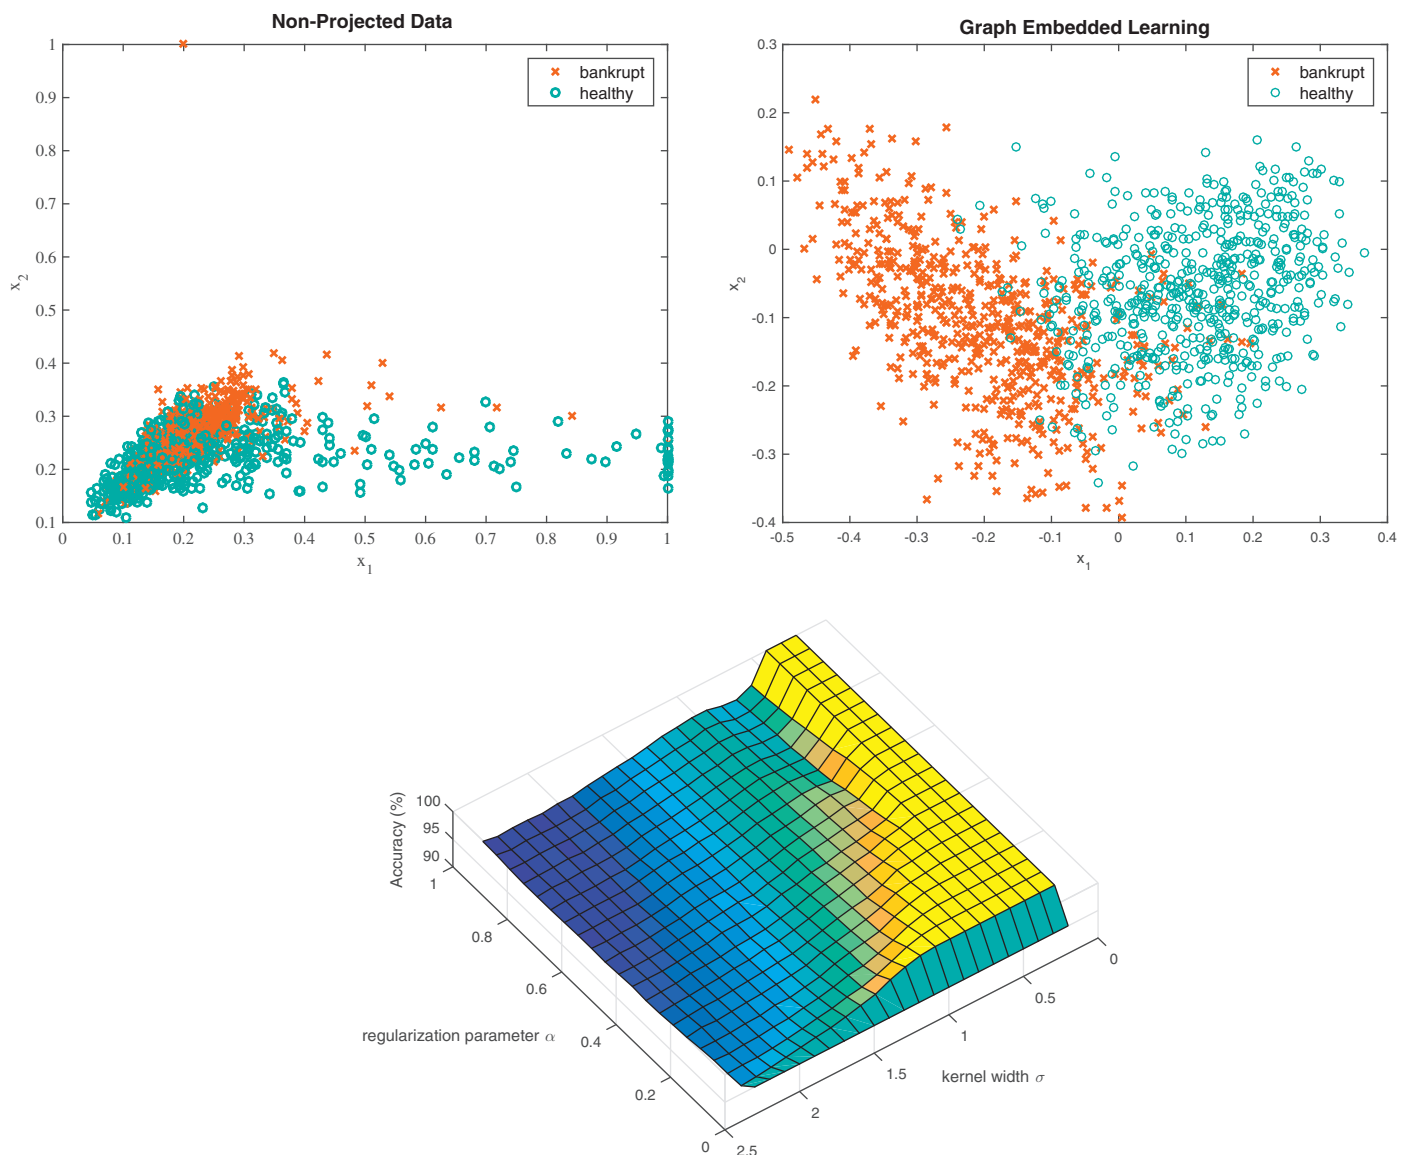 Non-Projected Data
bankrupt
healthy
1
0.9
0.8
0.7
0.6
0.5
0.4
0.3
0.2
0.1
x2
0 0.1 0.2 0.3 0.4 0.5 0.6 0.7 0.8 0.9 1
x1
Graph Embedded Learning
bankrupt
healthy
0.3
0.2
0.1
0
-0.1
-0.2
-0.3
-0.4
x2
-0.5 -0.4 -0.3 -0.2 -0.1 0 0.1 0.2 0.3 0.4
x1
Accuracy (%)
100
95
90
1
0.8
0.6
0.4
0.2
0
regularization parameter α
0
0.5
1
1.5
2
2.5
kernel width σ